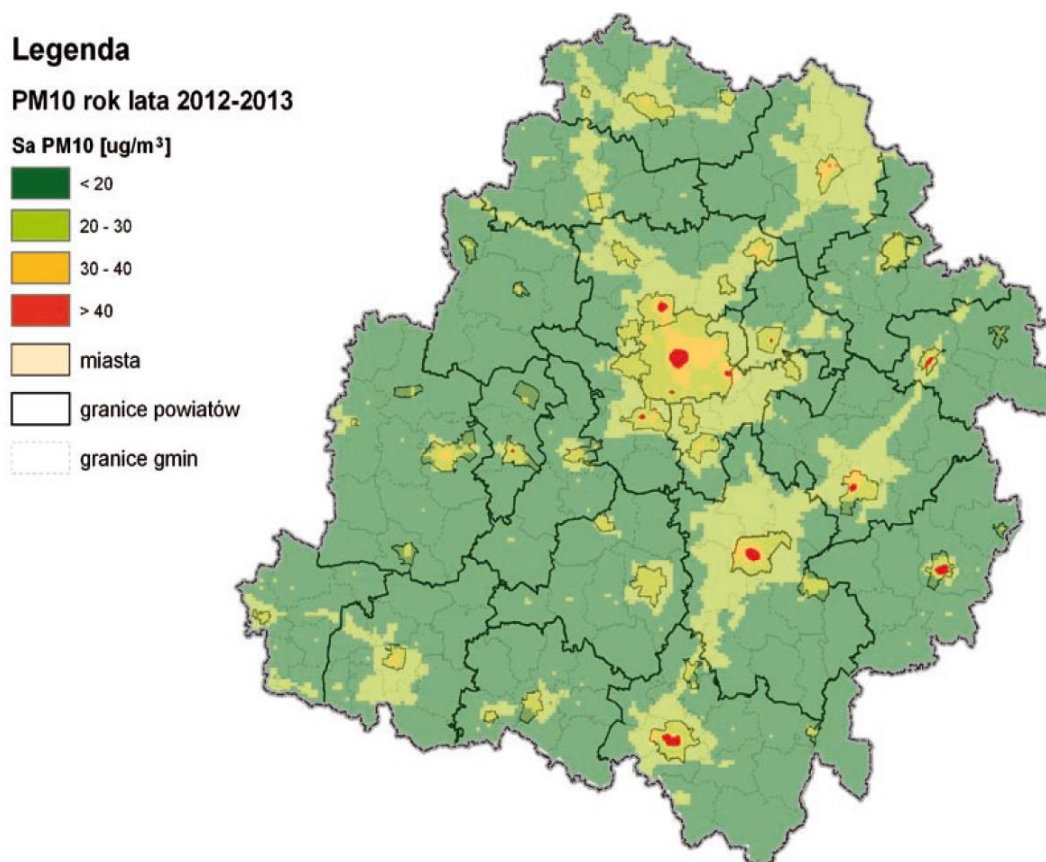 Legenda
PM10 rok lata 2012-2013
Sa PM10 [ug/m³]
< 20
20 - 30
30 - 40
> 40
miasta
granice powiatów
granice gmin